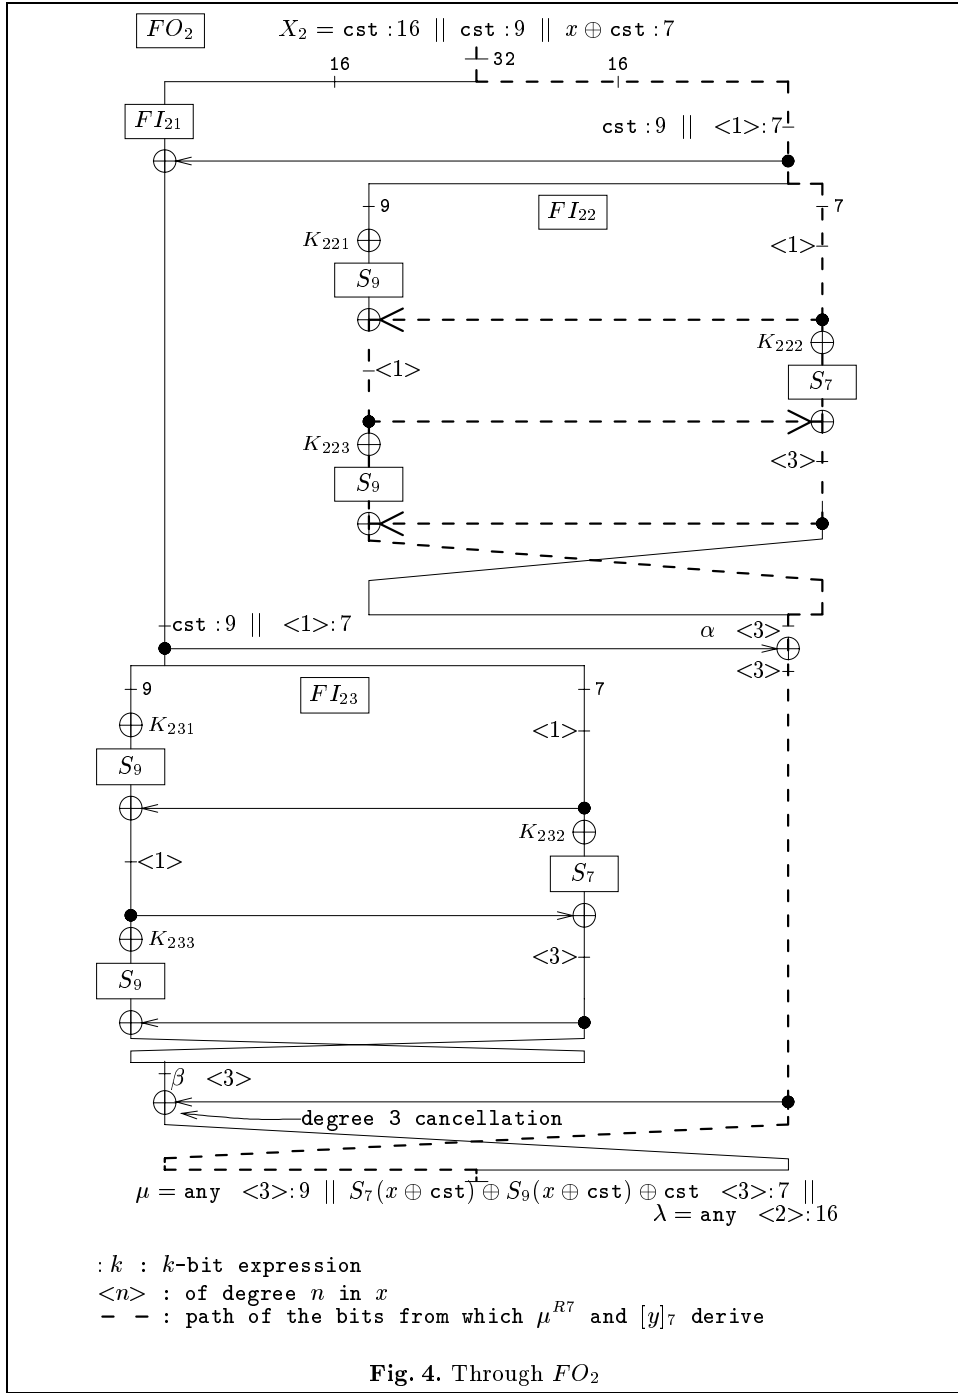 FO₂ X₂ = cst : 16 || cst : 9 || x ⊕ cst : 7
32
16 16
FI₂₁
cst : 9 || <1>: 7
FI₂₂
9 7
K₂₂₁ <1>
S₉
K₂₂₂
<1> S₇
K₂₂₃ <3>
S₉
cst : 9 || <1>: 7
α <3>
<3>
FI₂₃
9 7
K₂₃₁ <1>
S₉
K₂₃₂
<1> S₇
K₂₃₃ <3>
S₉
β <3>
degree 3 cancellation
μ = any <3>: 9 || S₇(x ⊕ cst) ⊕ S₉(x ⊕ cst) ⊕ cst <3>: 7 ||
λ = any <2>: 16
: k : k-bit expression
<n> : of degree n in x
– – : path of the bits from which μᴿ⁷ and [y]₇ derive
Fig. 4. Through FO₂